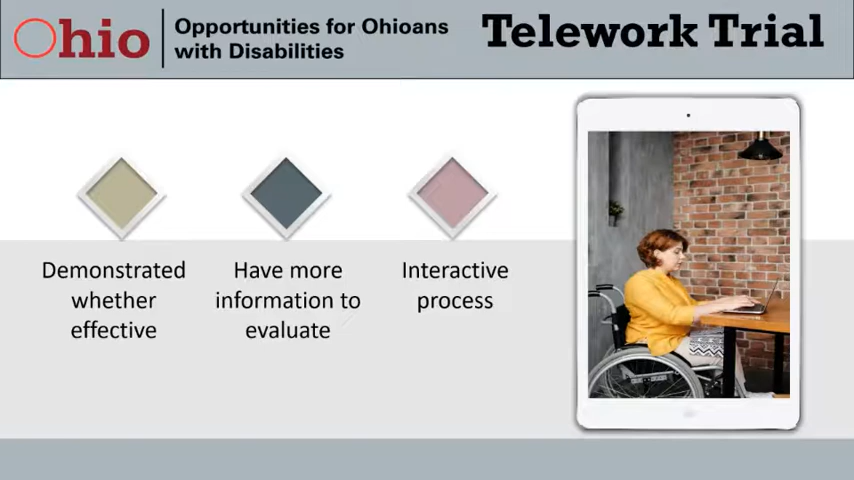 Ohio
Opportunities for Ohioans
with Disabilities
Telework Trial
Demonstrated
whether
effective
Have more
information to
evaluate
Interactive
process